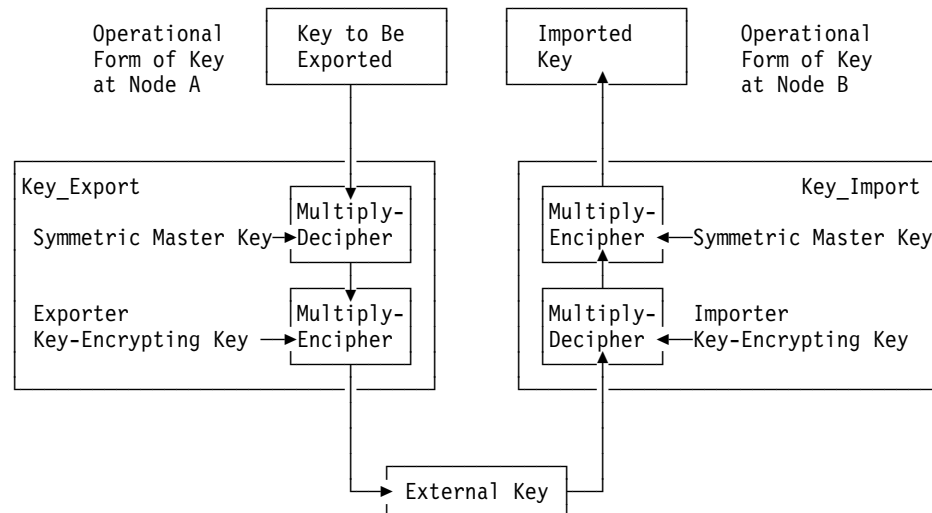 Operational
Form of Key
at Node A
Key to Be
Exported
Imported
Key
Operational
Form of Key
at Node B
Key_Export
Multiply-
Decipher
Symmetric Master Key
Multiply-
Encipher
Exporter
Key-Encrypting Key
Key_Import
Multiply-
Encipher
Symmetric Master Key
Multiply-
Decipher
Importer
Key-Encrypting Key
External Key